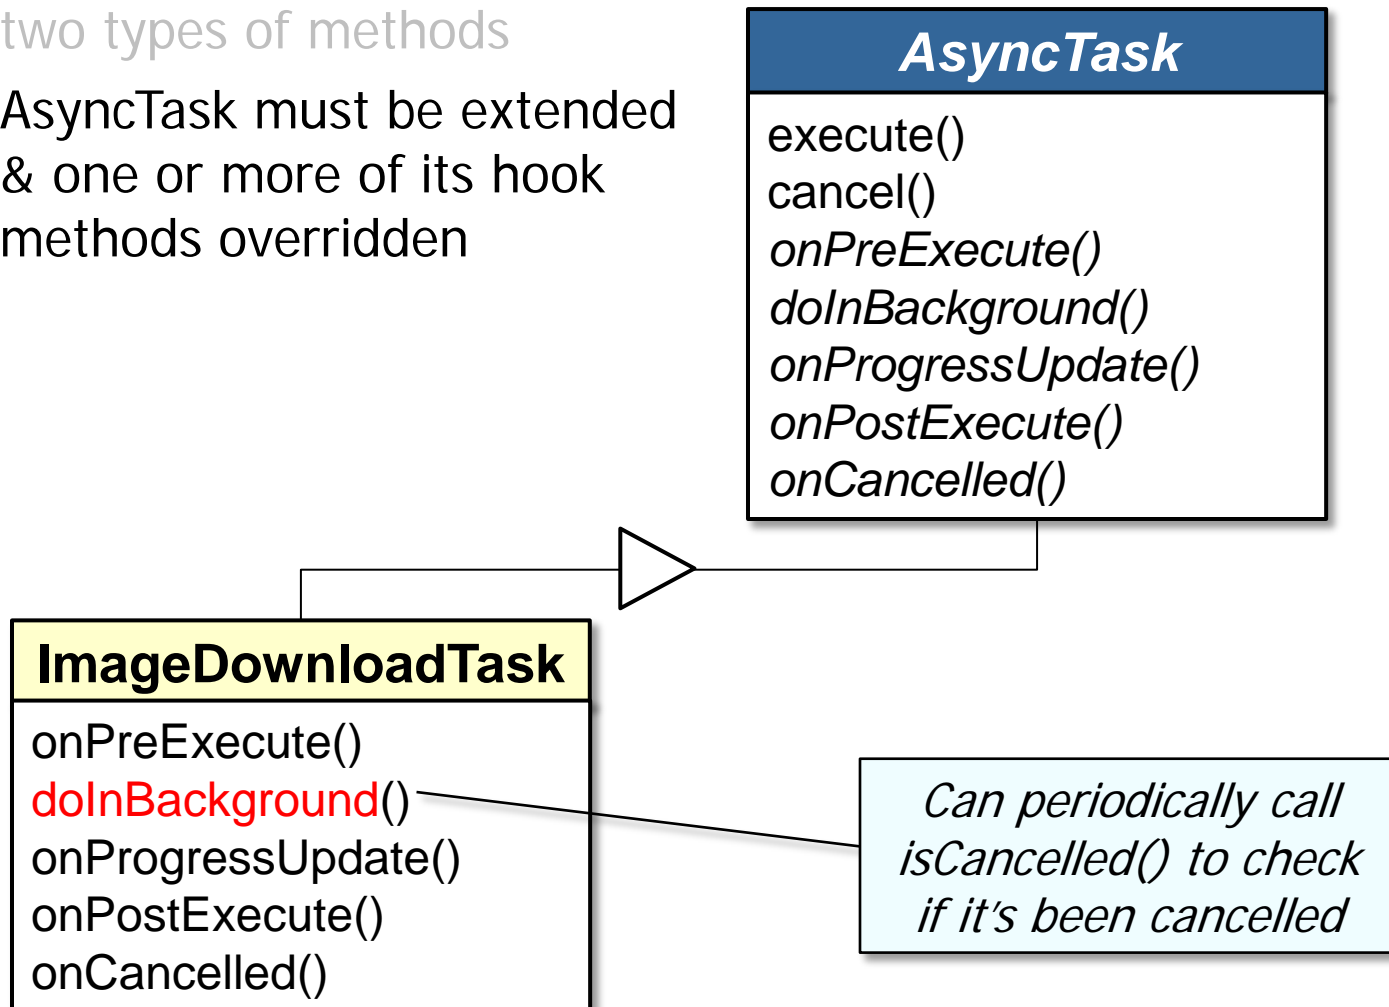 two types of methods
AsyncTask must be extended
& one or more of its hook
methods overridden
AsyncTask
execute()
cancel()
onPreExecute()
doInBackground()
onProgressUpdate()
onPostExecute()
onCancelled()
ImageDownloadTask
onPreExecute()
doInBackground()
onProgressUpdate()
onPostExecute()
onCancelled()
Can periodically call
isCancelled() to check
if it’s been cancelled